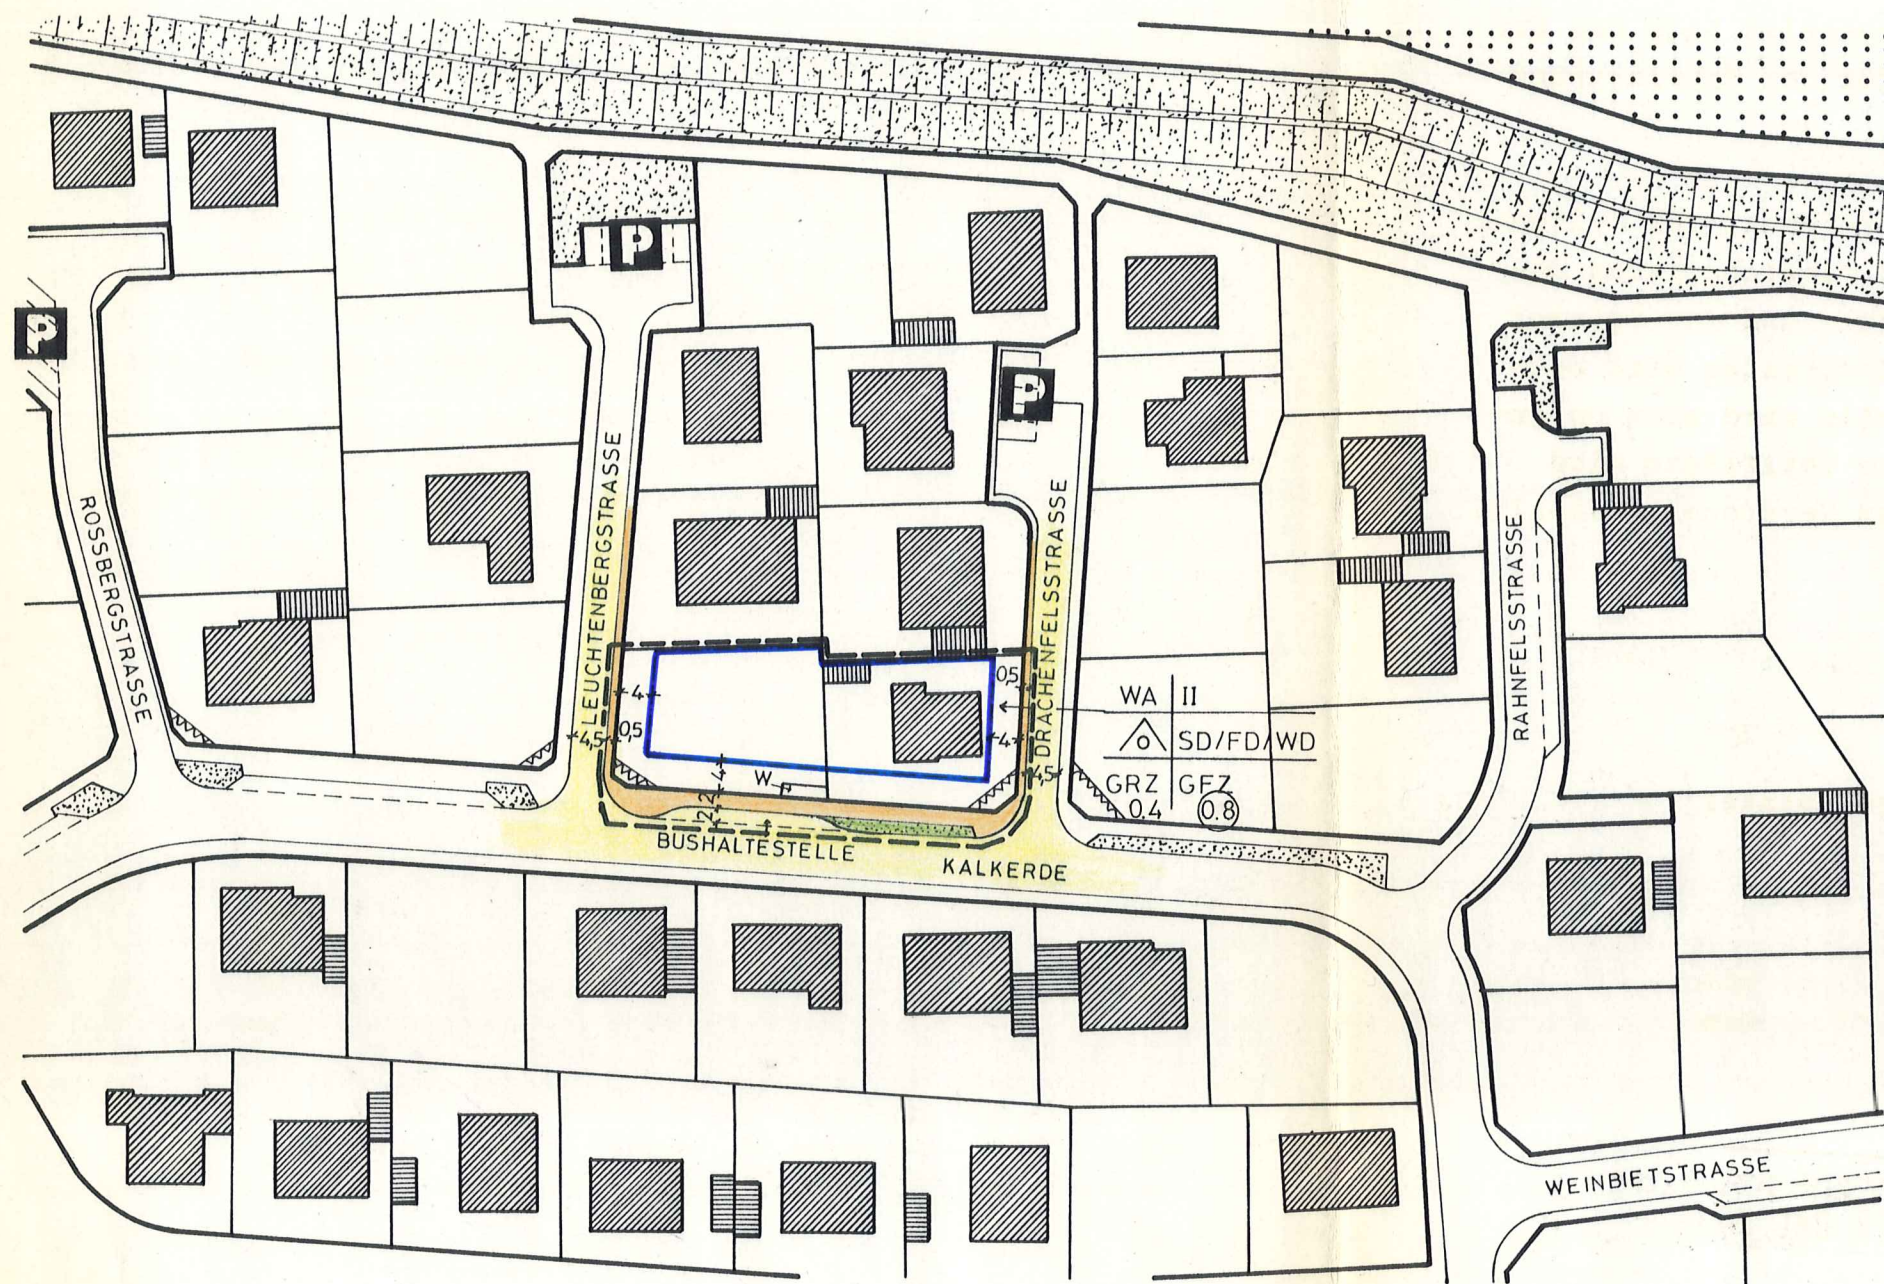 P
P
P
ROSSBERGSTRASSE
LEUCHTENBERGSTRASSE
DRACHENFELSSTRASSE
RAHNFELSSTRASSE
4
0,5
4,5
0,5
4
4,5
4
W
2,2
WA II
o SD/FD/WD
GRZ GFZ
0.4 0.8
BUSHALTESTELLE
KALKERDE
WEINBIETSTRASSE